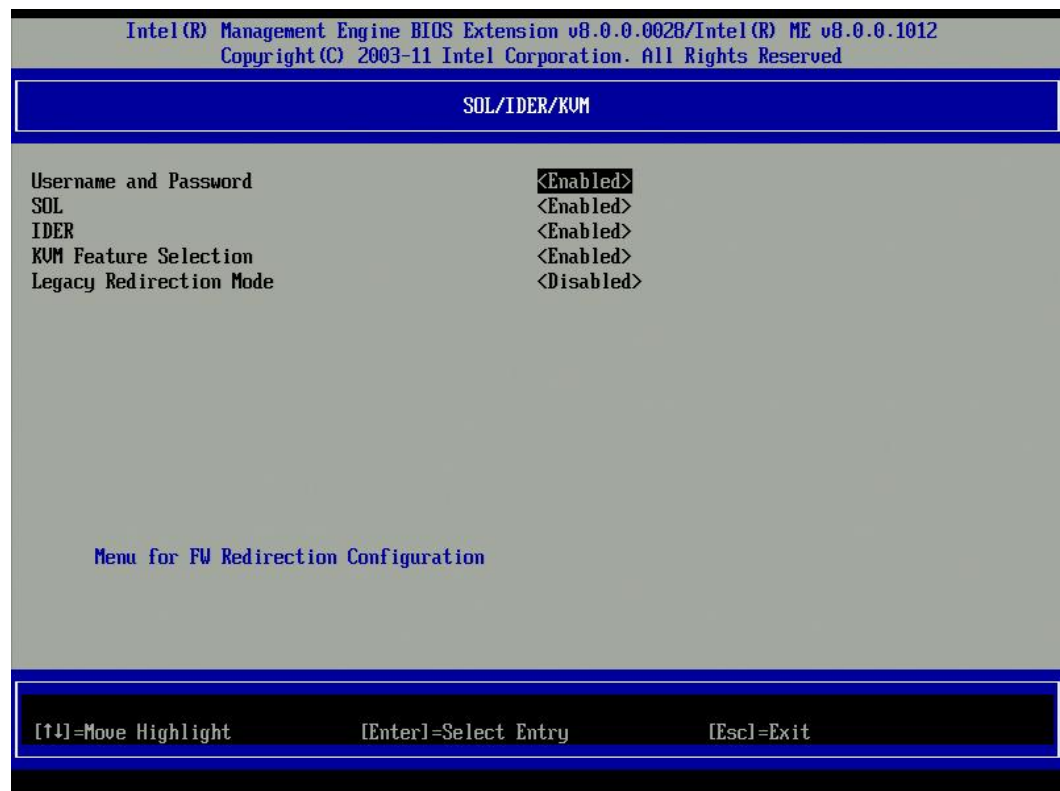 Intel(R) Management Engine BIOS Extension v8.0.0.0028/Intel(R) ME v8.0.0.1012
Copyright(C) 2003-11 Intel Corporation. All Rights Reserved
SOL/IDER/KVM
Username and Password <Enabled>
SOL <Enabled>
IDER <Enabled>
KVM Feature Selection <Enabled>
Legacy Redirection Mode <Disabled>
Menu for FW Redirection Configuration
[↑↓]=Move Highlight [Enter]=Select Entry [Esc]=Exit